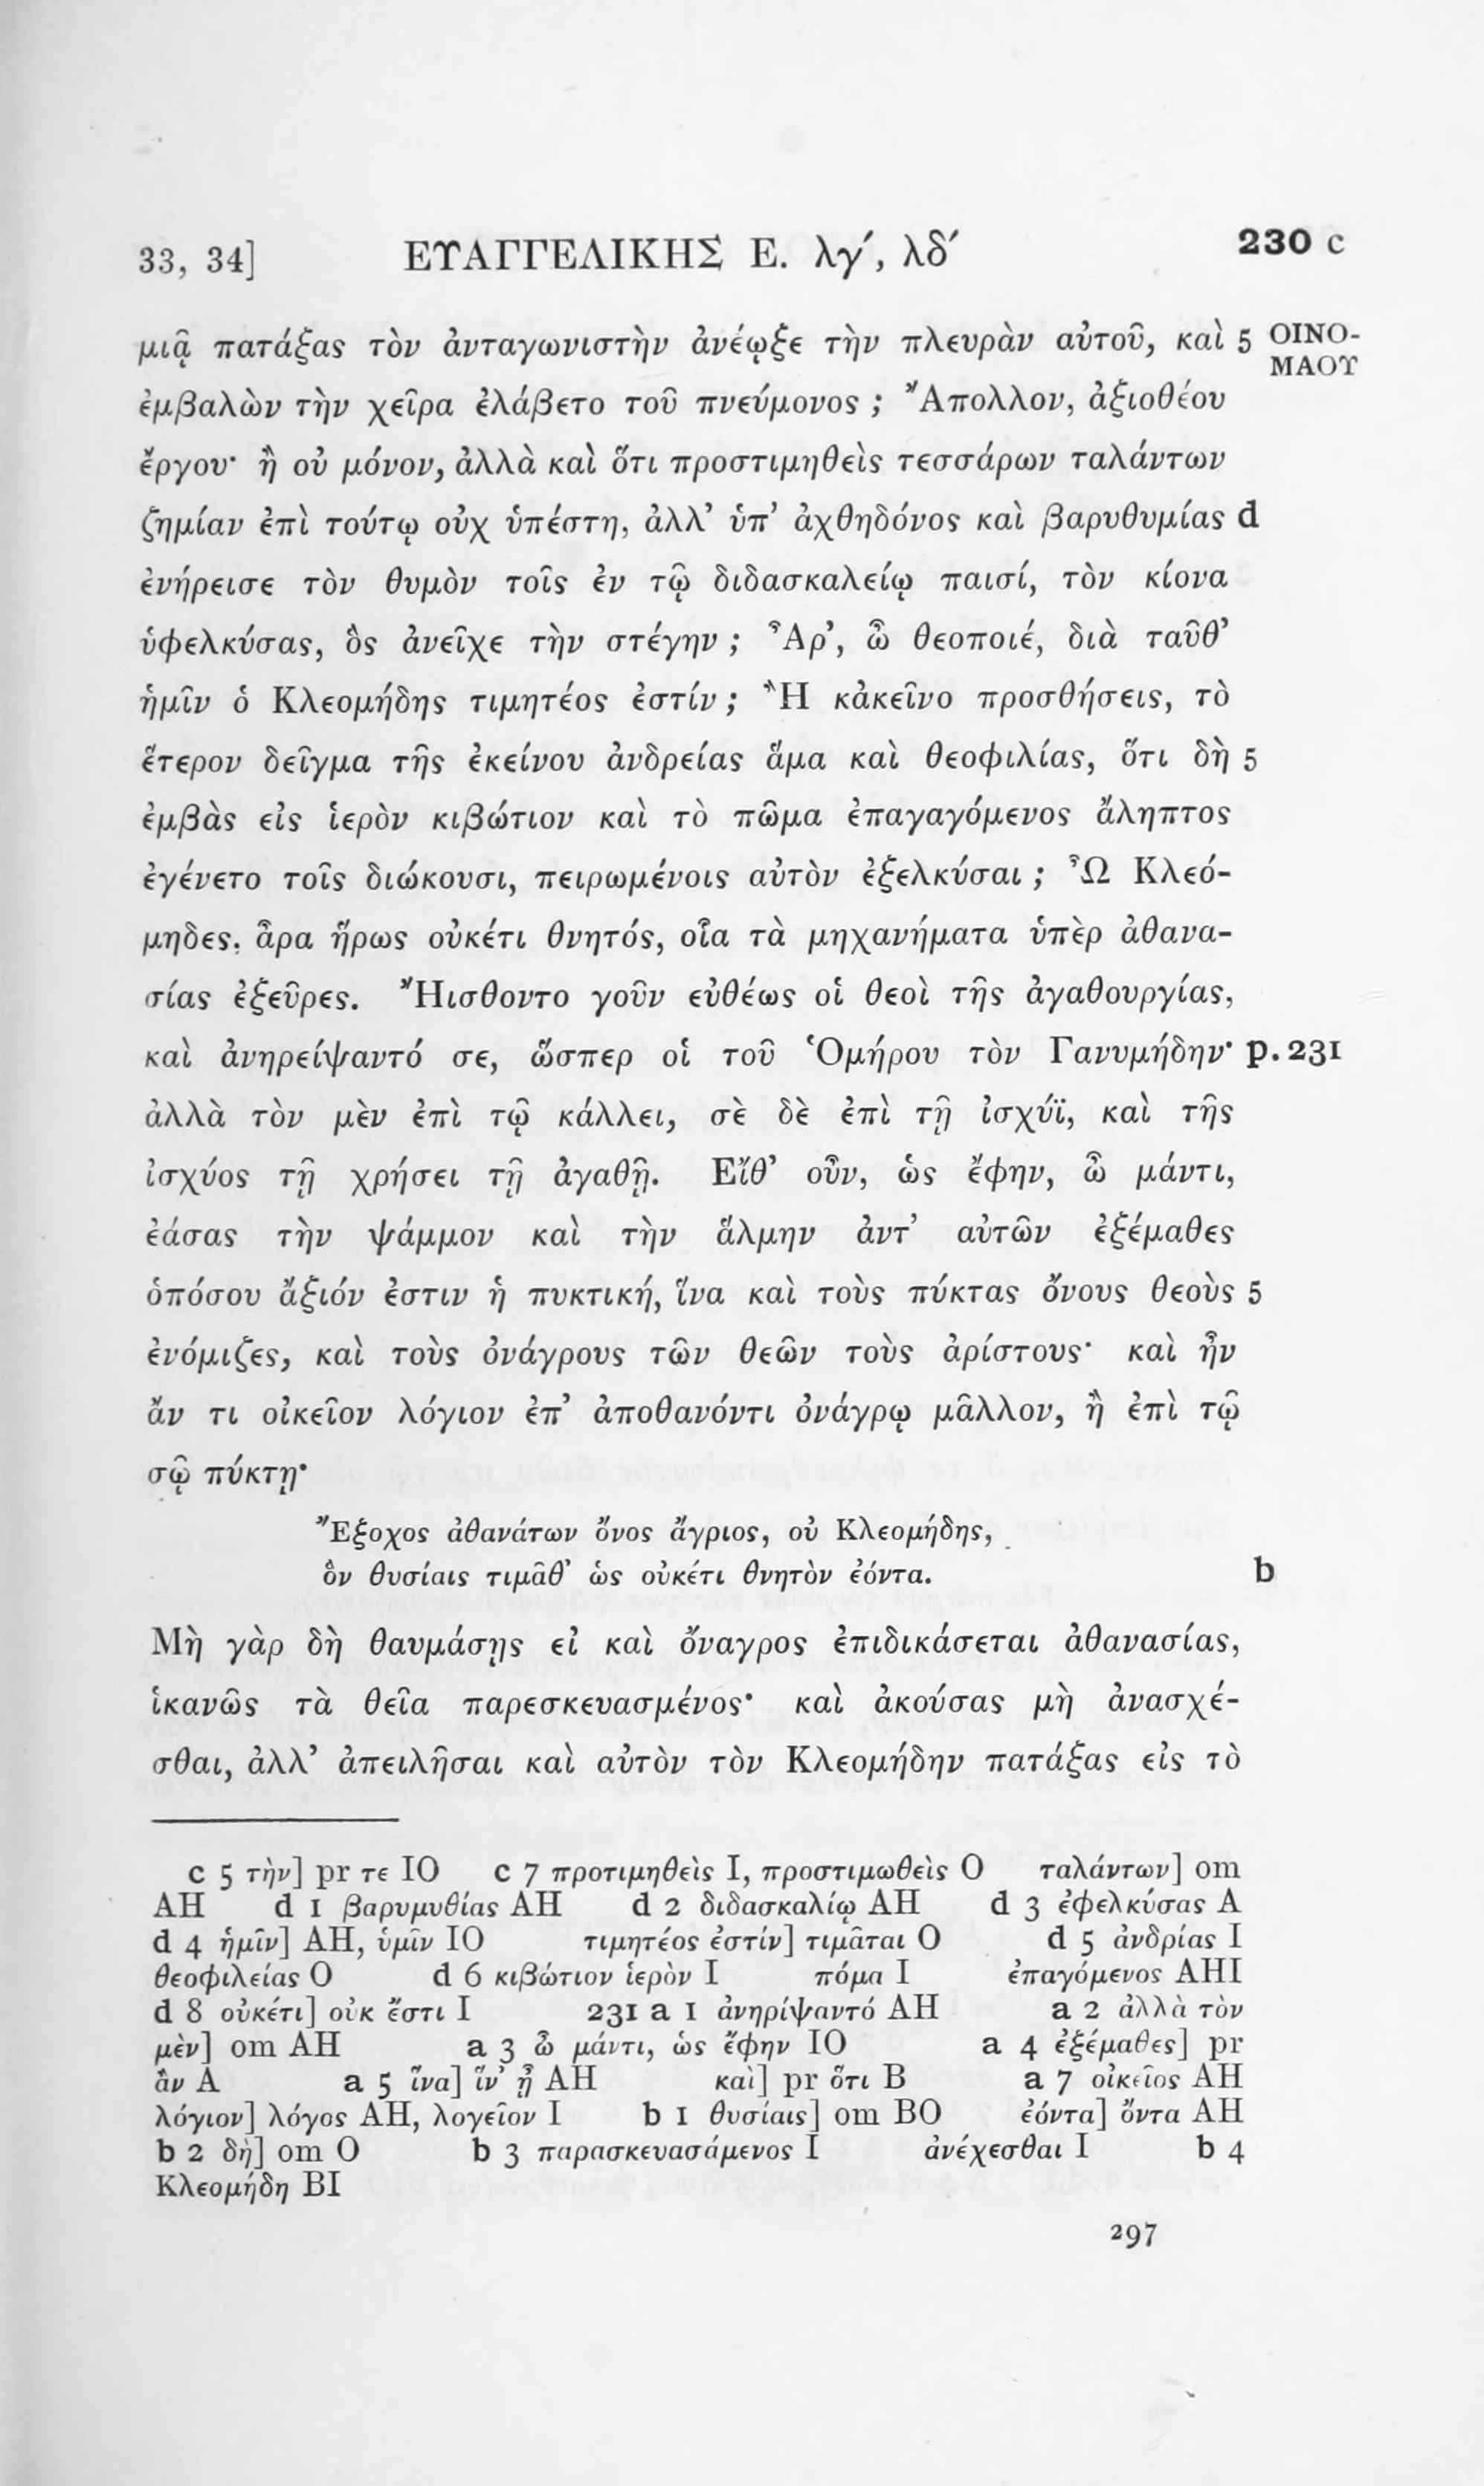 33, 34] ΕΥΑΓΓΕΛΙΚΗΣ Ε. λγʹ, λδʹ 230 c
μιᾷ πατάξας τὸν ἀνταγωνιστὴν ἀνέῳξε τὴν πλευρὰν αὐτοῦ, καὶ 5 ΟΙΝΟ-
ΜΑΟΥ
ἐμβαλὼν τὴν χεῖρα ἐλάβετο τοῦ πνεύμονος ; Ἄπολλον, ἀξιοθέου
ἔργου· ἢ οὐ μόνον, ἀλλὰ καὶ ὅτι προστιμηθεὶς τεσσάρων ταλάντων
ζημίαν ἐπὶ τούτῳ οὐχ ὑπέστη, ἀλλ’ ὑπ’ ἀχθηδόνος καὶ βαρυθυμίας d
ἐνήρεισε τὸν θυμὸν τοῖς ἐν τῷ διδασκαλείῳ παισί, τὸν κίονα
ὑφελκύσας, ὃς ἀνεῖχε τὴν στέγην ; Ἆρ’, ὦ θεοποιέ, διὰ ταῦθ’
ἡμῖν ὁ Κλεομήδης τιμητέος ἐστίν ; Ἢ κἀκεῖνο προσθήσεις, τὸ
ἕτερον δεῖγμα τῆς ἐκείνου ἀνδρείας ἅμα καὶ θεοφιλίας, ὅτι δὴ 5
ἐμβὰς εἰς ἱερὸν κιβώτιον καὶ τὸ πῶμα ἐπαγαγόμενος ἄληπτος
ἐγένετο τοῖς διώκουσι, πειρωμένοις αὐτὸν ἐξελκύσαι ; Ὦ Κλεό-
μηδες, ἆρα ἥρως οὐκέτι θνητός, οἷα τὰ μηχανήματα ὑπὲρ ἀθανα-
σίας ἐξεῦρες. Ἤισθοντο γοῦν εὐθέως οἱ θεοὶ τῆς ἀγαθουργίας,
καὶ ἀνηρείψαντό σε, ὥσπερ οἱ τοῦ Ὁμήρου τὸν Γανυμήδην· p. 231
ἀλλὰ τὸν μὲν ἐπὶ τῷ κάλλει, σὲ δὲ ἐπὶ τῇ ἰσχύϊ, καὶ τῆς
ἰσχύος τῇ χρήσει τῇ ἀγαθῇ. Εἴθ’ οὖν, ὡς ἔφην, ὦ μάντι,
ἐάσας τὴν ψάμμον καὶ τὴν ἅλμην ἀντ’ αὐτῶν ἐξέμαθες
ὁπόσου ἄξιόν ἐστιν ἡ πυκτική, ἵνα καὶ τοὺς πύκτας ὄνους θεοὺς 5
ἐνόμιζες, καὶ τοὺς ὀνάγρους τῶν θεῶν τοὺς ἀρίστους· καὶ ἦν
ἄν τι οἰκεῖον λόγιον ἐπ’ ἀποθανόντι ὀνάγρῳ μᾶλλον, ἢ ἐπὶ τῷ
σῷ πύκτῃ·
Ἔξοχος ἀθανάτων ὄνος ἄγριος, οὐ Κλεομήδης,
ὃν θυσίαις τιμᾶθ’ ὡς οὐκέτι θνητὸν ἐόντα. b
Μὴ γὰρ δὴ θαυμάσῃς εἰ καὶ ὄναγρος ἐπιδικάσεται ἀθανασίας,
ἱκανῶς τὰ θεῖα παρεσκευασμένος· καὶ ἀκούσας μὴ ἀνασχέ-
σθαι, ἀλλ’ ἀπειλῆσαι καὶ αὐτὸν τὸν Κλεομήδην πατάξας εἰς τὸ
c 5 τὴν] pr τε IO c 7 προτιμηθεὶς I, προστιμωθεὶς O ταλάντων] om
AH d 1 βαρυμυθίας AH d 2 διδασκαλίῳ AH d 3 ἐφελκύσας A
d 4 ἡμῖν] AH, ὑμῖν IO τιμητέος ἐστίν] τιμᾶται O d 5 ἀνδρίας I
θεοφιλείας O d 6 κιβώτιον ἱερὸν I πόμα I ἐπαγόμενος AHI
d 8 οὐκέτι] οὐκ ἔστι I 231 a 1 ἀνηρίψαντό AH a 2 ἀλλὰ τὸν
μὲν] om AH a 3 ὦ μάντι, ὡς ἔφην IO a 4 ἐξέμαθες] pr
ἂν A a 5 ἵνα] ἵν’ ᾖ AH καὶ] pr ὅτι B a 7 οἰκεῖος AH
λόγιον] λόγος AH, λογεῖον I b 1 θυσίαις] om BO ἐόντα] ὄντα AH
b 2 δὴ] om O b 3 παρασκευασάμενος I ἀνέχεσθαι I b 4
Κλεομήδη BI
297